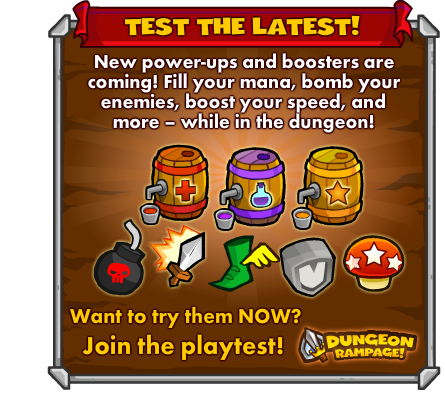 TEST THE LATEST!
New power-ups and boosters are
coming! Fill your mana, bomb your
enemies, boost your speed, and
more – while in the dungeon!
Want to try them NOW?
Join the playtest!
DUNGEON
RAMPAGE!